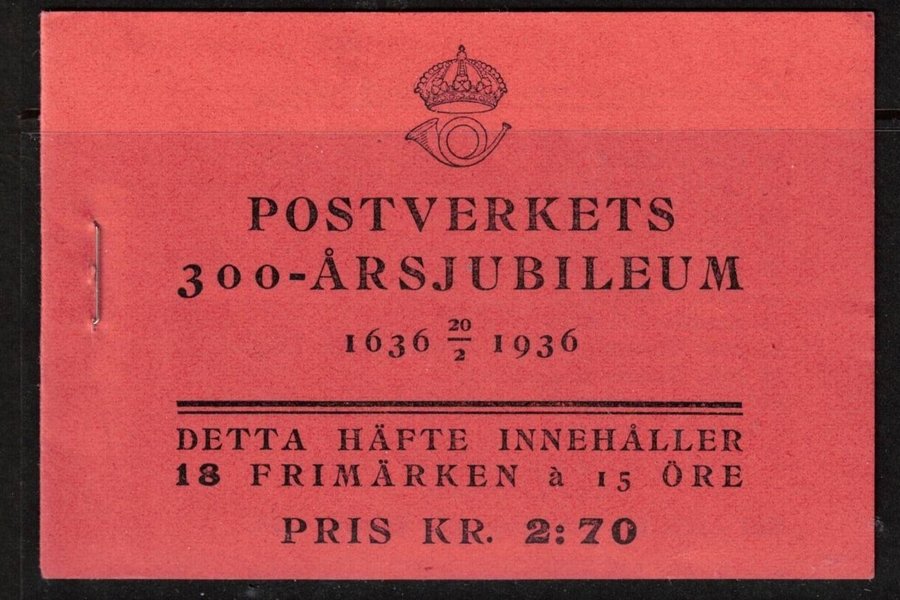 POSTVERKETS
300-ÅRSJUBILEUM
1636 20/2 1936
DETTA HÄFTE INNEHÅLLER
18 FRIMÄRKEN à 15 ÖRE
PRIS KR. 2:70